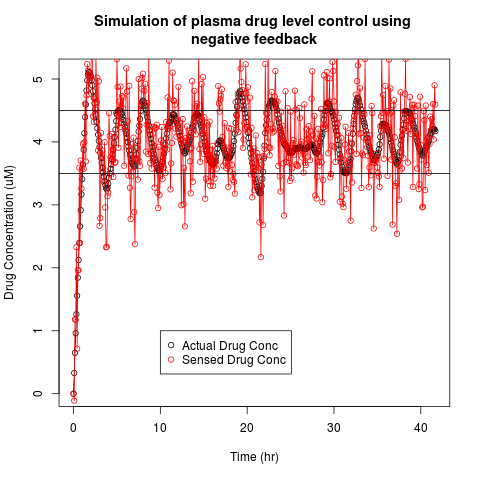 Simulation of plasma drug level control using
negative feedback
Drug Concentration (uM)
5
4
3
2
1
0
Actual Drug Conc
Sensed Drug Conc
0 10 20 30 40
Time (hr)